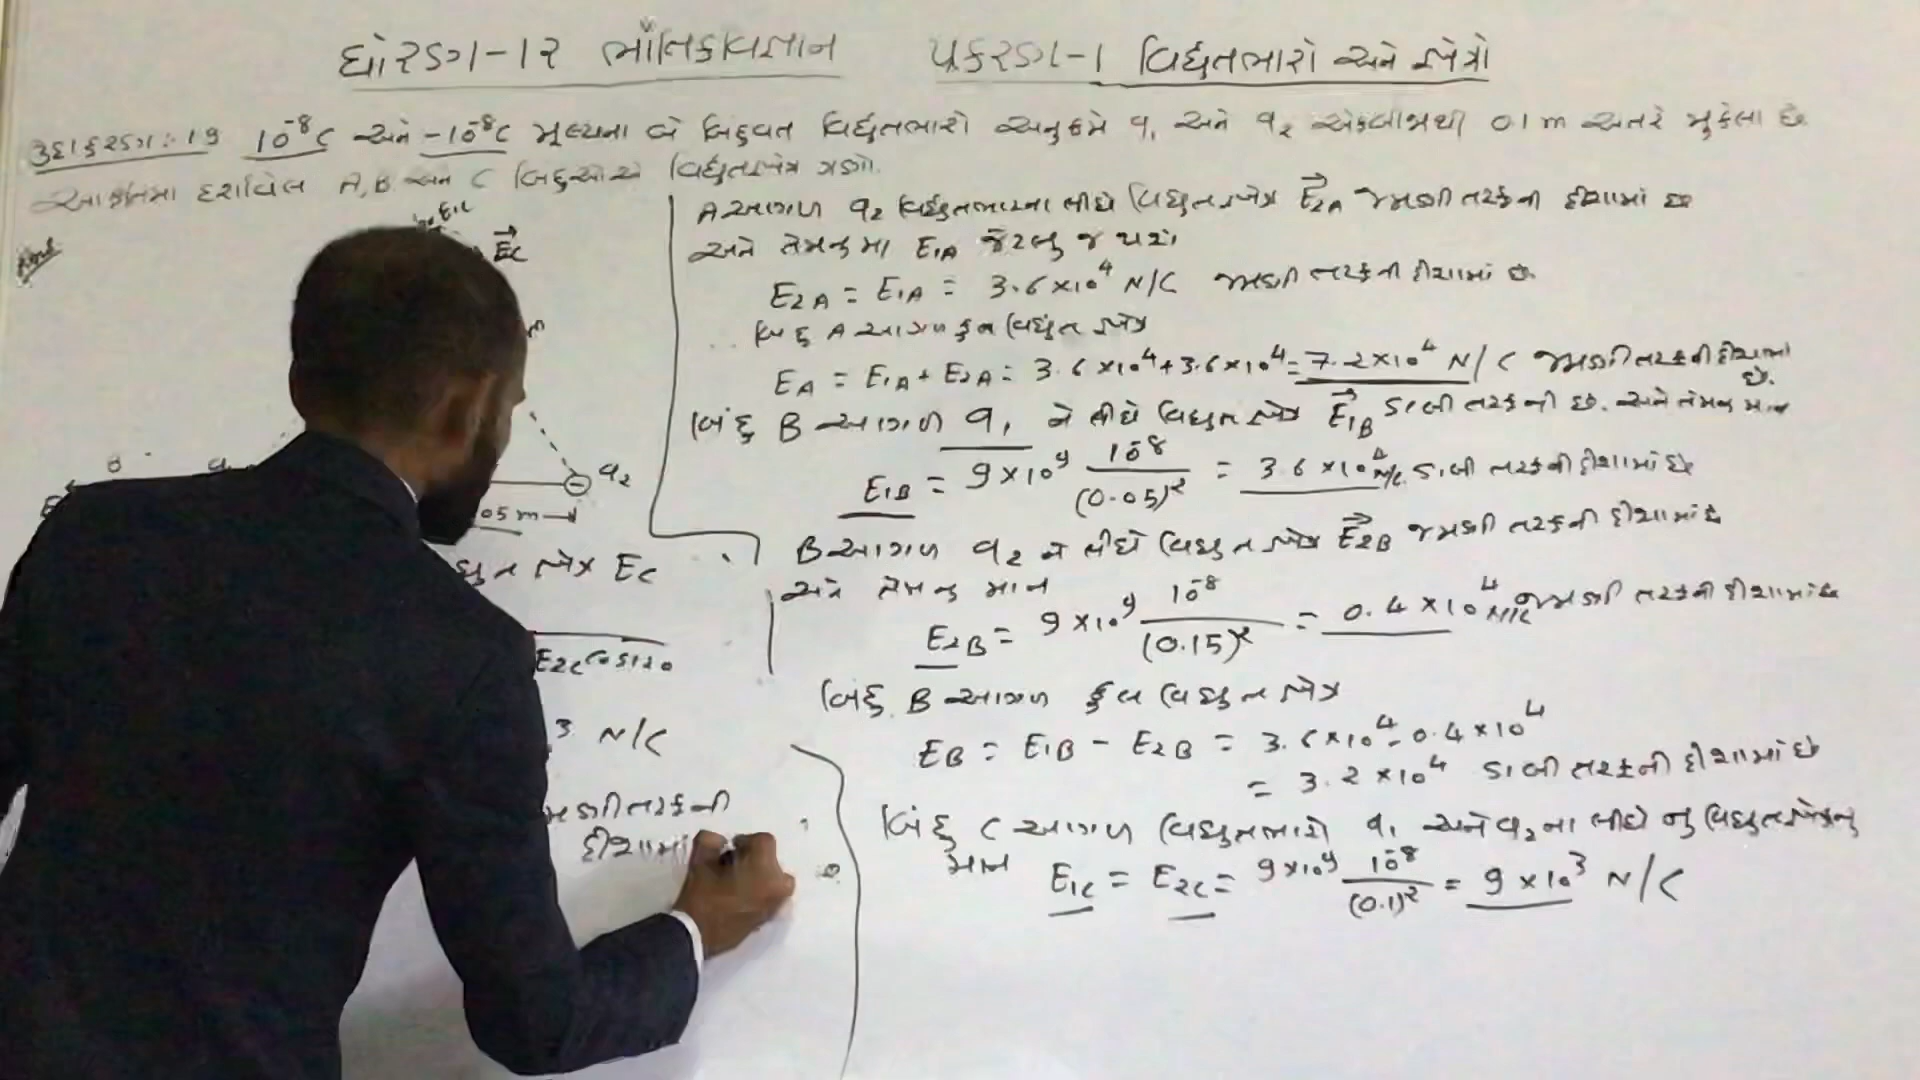 ધોરણ-૧૨ ભૌતિકવિજ્ઞાન પ્રકરણ-1 વિદ્યુતભારો અને ક્ષેત્રો
ઉદાહરણ:-19 10⁻⁸C અને -10⁻⁸C મૂલ્યના બે બિંદુવત વિદ્યુતભારો અનુક્રમે q₁ અને q₂ એકબીજાથી 0.1m અંતરે મુકેલા છે
આકૃતિમાં દર્શાવેલ A, B અને C બિંદુઓએ વિદ્યુતક્ષેત્ર ગણો.
E₁c
Ec
q₂
05 m
ક્ષેત્ર Ec
E₂c cos120
³ N/C
તરફની
દીશામાં
A આગળ q₂ વિદ્યુતભારના લીધે વિદ્યુતક્ષેત્ર E₂A જમણી તરફની દીશામાં છે
અને તેમનુ મા E₁A જેટલુ જ થશે.
E₂A = E₁A = 3.6×10⁴ N/C જમણી તરફની દીશામાં છે.
બિંદુ A આગળ કુલ વિદ્યુત ક્ષેત્ર
EA = E₁A + E₂A = 3.6×10⁴+3.6×10⁴=7.2×10⁴ N/C જમણી તરફની દીશામાં છે.
બિંદુ B આગળ q₁ ને લીધે વિદ્યુત ક્ષેત્ર E₁B ડાબી તરફની છે. અને તેમનુ માન
E₁B = 9×10⁹ 10⁻⁸/(0.05)² = 3.6×10⁴ N/C ડાબી તરફની દીશામાં છે
B આગળ q₂ ને લીધે વિદ્યુત ક્ષેત્ર E₂B જમણી તરફની દીશામાં છે
અને તેમનુ માન
E₂B = 9×10⁹ 10⁻⁸/(0.15)² = 0.4×10⁴ N/C જમણી તરફની દીશામાં છે
બિંદુ B આગળ કુલ વિદ્યુત ક્ષેત્ર
EB = E₁B - E₂B = 3.6×10⁴-0.4×10⁴
= 3.2×10⁴ ડાબી તરફની દીશામાં છે
બિંદુ C આગળ વિદ્યુતભારો q₁ અને q₂ ના લીધે નુ વિદ્યુતક્ષેત્રનુ
માન E₁c = E₂c = 9×10⁹ 10⁻⁸/(0.1)² = 9×10³ N/C